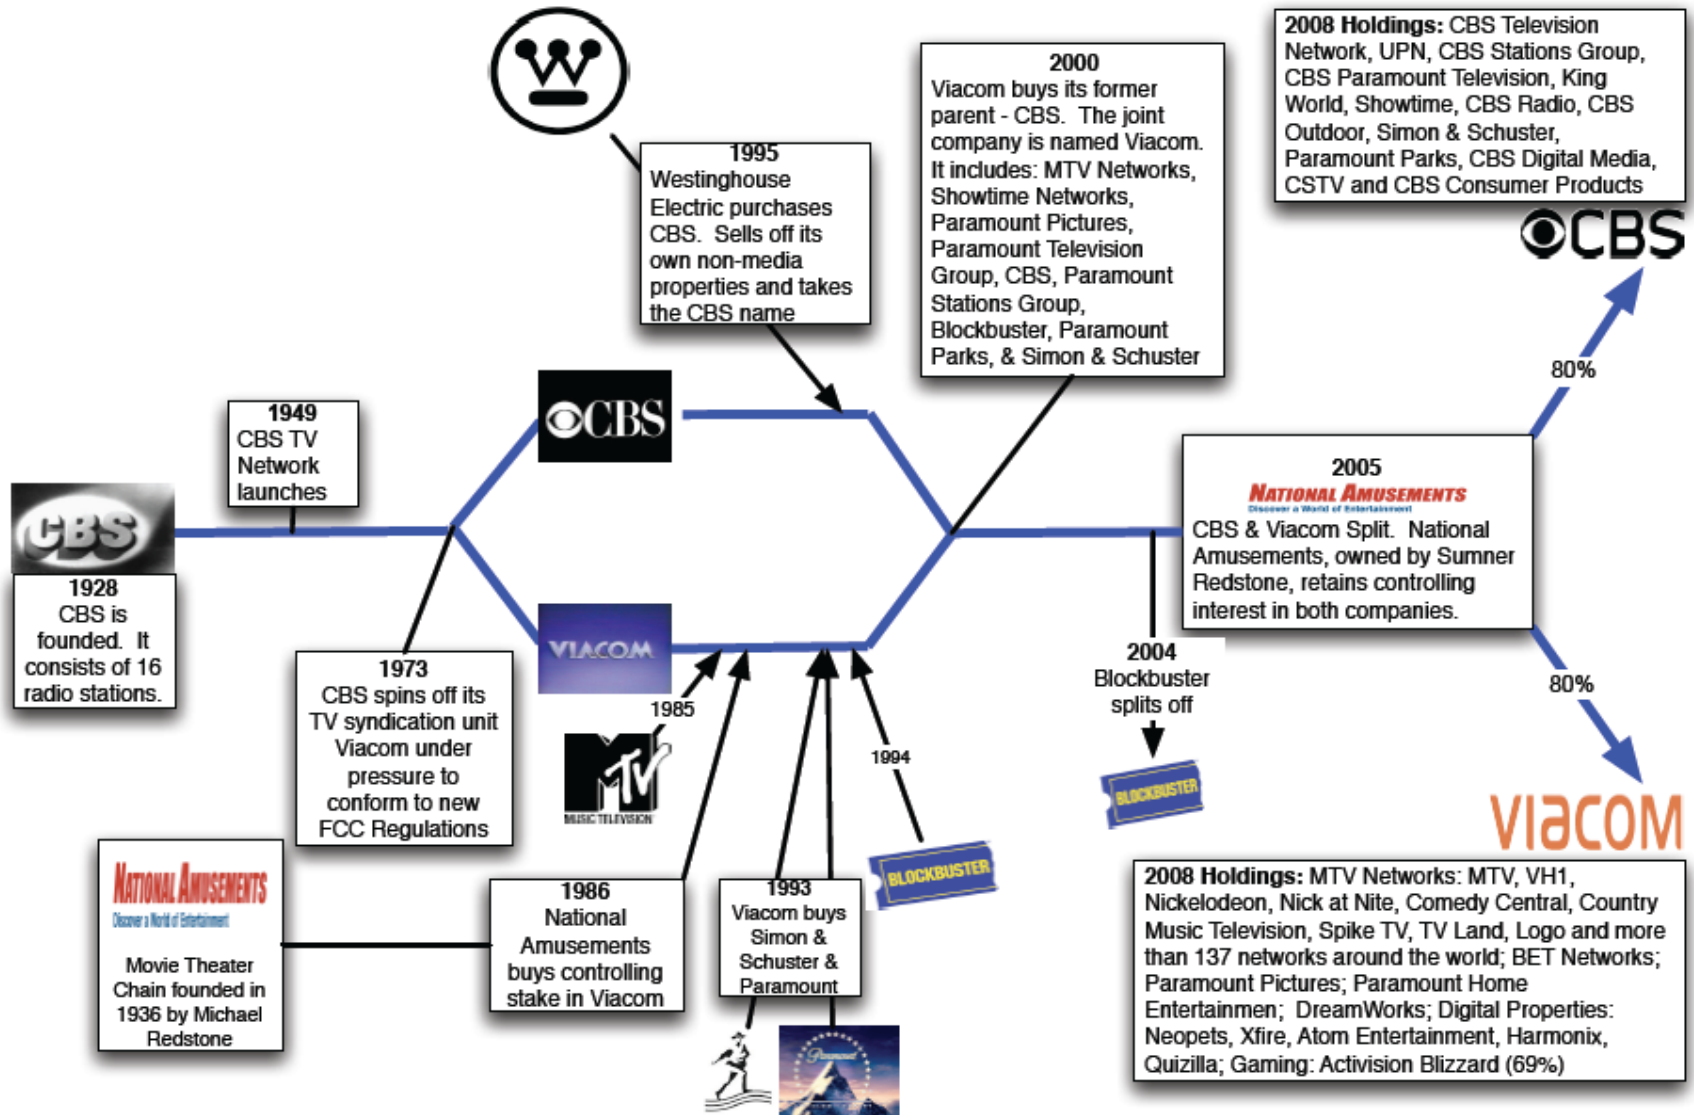 W
1995
Westinghouse
Electric purchases
CBS.  Sells off its
own non-media
properties and takes
the CBS name
2000
Viacom buys its former
parent - CBS.  The joint
company is named Viacom.
It includes: MTV Networks,
Showtime Networks,
Paramount Pictures,
Paramount Television
Group, CBS, Paramount
Stations Group,
Blockbuster, Paramount
Parks, & Simon & Schuster
2008 Holdings: CBS Television
Network, UPN, CBS Stations Group,
CBS Paramount Television, King
World, Showtime, CBS Radio, CBS
Outdoor, Simon & Schuster,
Paramount Parks, CBS Digital Media,
CSTV and CBS Consumer Products
CBS
80%
1949
CBS TV
Network
launches
CBS
CBS
1928
CBS is
founded.  It
consists of 16
radio stations.
1973
CBS spins off its
TV syndication unit
Viacom under
pressure to
conform to new
FCC Regulations
VIACOM
1985
MTV
MUSIC TELEVISION
1994
BLOCKBUSTER
2004
Blockbuster
splits off
BLOCKBUSTER
2005
NATIONAL AMUSEMENTS
Discover a World of Entertainment
CBS & Viacom Split.  National
Amusements, owned by Sumner
Redstone, retains controlling
interest in both companies.
80%
VIACOM
NATIONAL AMUSEMENTS
Discover a World of Entertainment
Movie Theater
Chain founded in
1936 by Michael
Redstone
1986
National
Amusements
buys controlling
stake in Viacom
1993
Viacom buys
Simon &
Schuster &
Paramount
Paramount
2008 Holdings: MTV Networks: MTV, VH1,
Nickelodeon, Nick at Nite, Comedy Central, Country
Music Television, Spike TV, TV Land, Logo and more
than 137 networks around the world; BET Networks;
Paramount Pictures; Paramount Home
Entertainmen;  DreamWorks; Digital Properties:
Neopets, Xfire, Atom Entertainment, Harmonix,
Quizilla; Gaming: Activision Blizzard (69%)